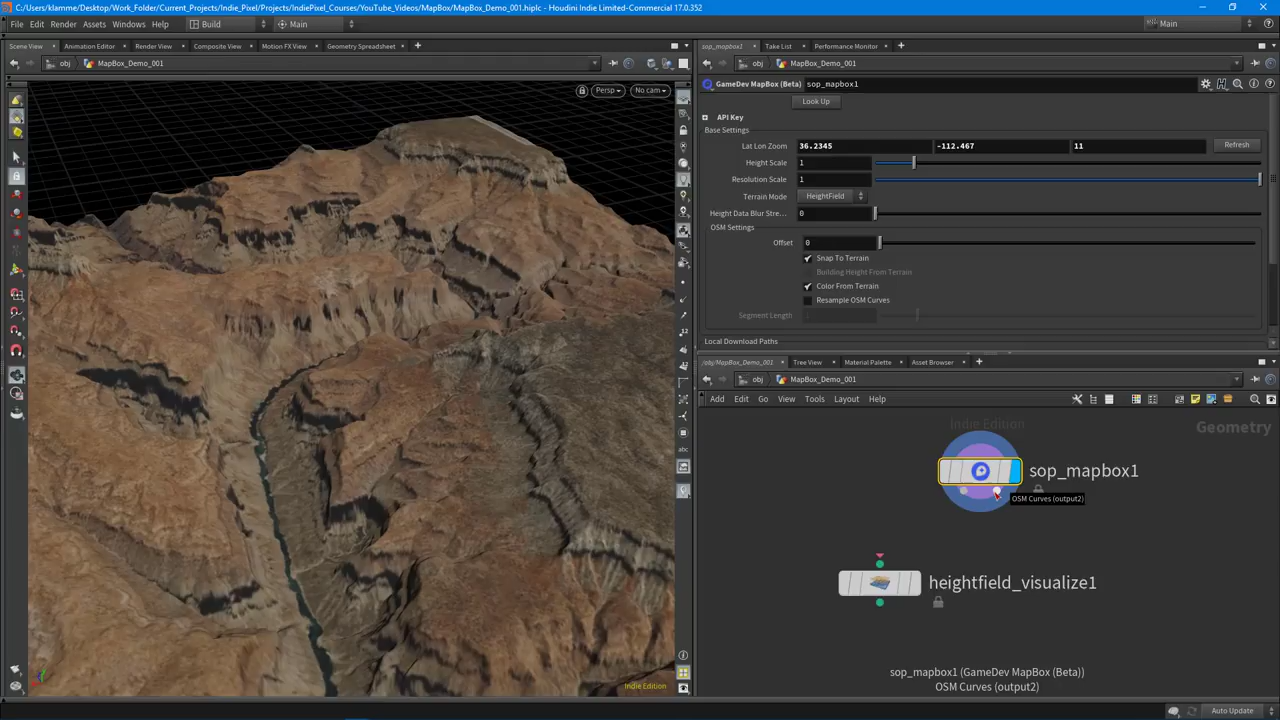 C:/Users/klamme/Desktop/Work_Folder/Current_Projects/IndiePixel/Projects/IndiePixel_Courses/YouTube_Videos/MapBox/MapBox_Demo_001.hiplc - Houdini Indie Limited-Commercial 17.0.352
File Edit Render Assets Windows Help Build Main Main
Scene View Animation Editor Render View Composite View Motion FX View Geometry Spreadsheet
obj MapBox_Demo_001
Persp No cam
Indie Edition
sop_mapbox1 Take List Performance Monitor
obj MapBox_Demo_001
GameDev MapBox (Beta) sop_mapbox1
Look Up
API Key
Base Settings
Lat Lon Zoom 36.2345 -112.467 11 Refresh
Height Scale 1
Resolution Scale 1
Terrain Mode HeightField
Height Data Blur Stre... 0
OSM Settings
Offset 0
Snap To Terrain
Building Height From Terrain
Color From Terrain
Resample OSM Curves
Segment Length 1
Local Download Paths
/obj/MapBox_Demo_001 Tree View Material Palette Asset Browser
obj MapBox_Demo_001
Add Edit Go View Tools Layout Help
Indie Edition
Geometry
sop_mapbox1
OSM Curves (output2)
heightfield_visualize1
sop_mapbox1 (GameDev MapBox (Beta))
OSM Curves (output2)
Auto Update